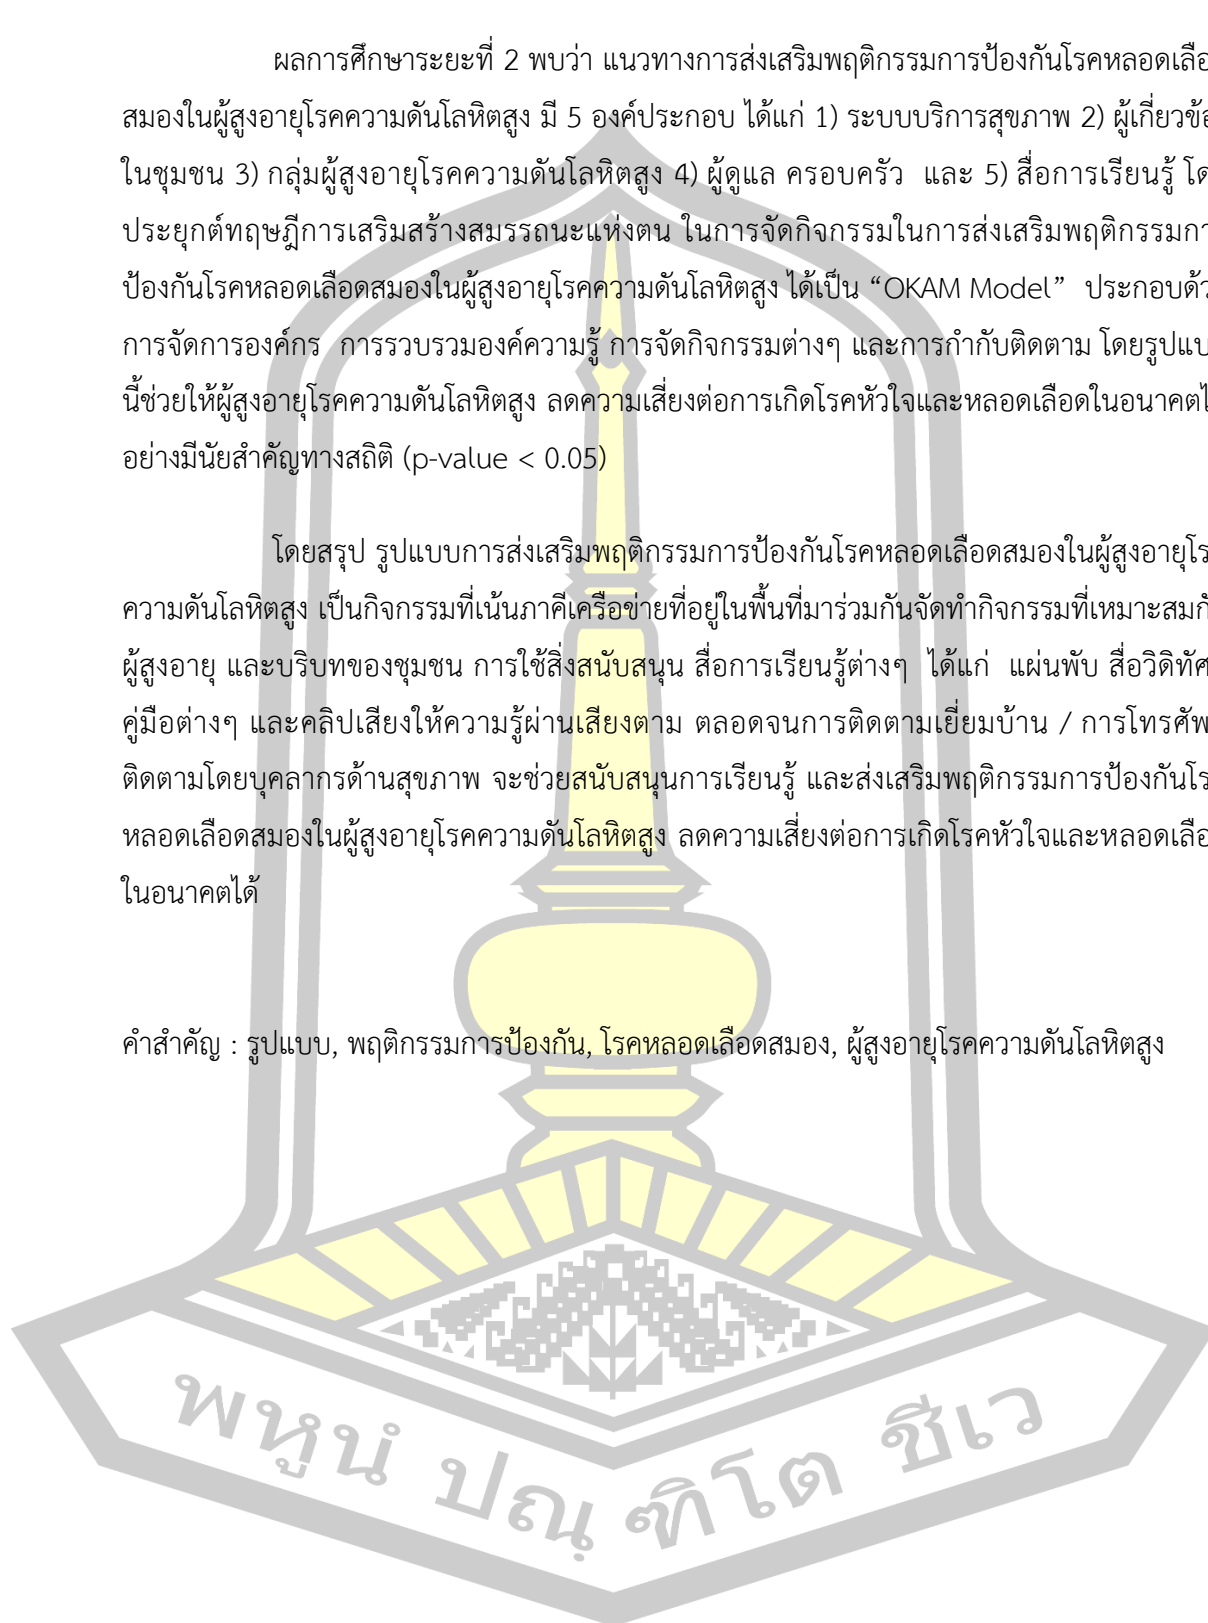 ผลการศึกษาระยะที่ 2 พบว่า แนวทางการส่งเสริมพฤติกรรมการป้องกันโรคหลอดเลือ
สมองในผู้สูงอายุโรคความดันโลหิตสูง มี 5 องค์ประกอบ ได้แก่ 1) ระบบบริการสุขภาพ 2) ผู้เกี่ยวข้อ
ในชุมชน 3) กลุ่มผู้สูงอายุโรคความดันโลหิตสูง 4) ผู้ดูแล ครอบครัว และ 5) สื่อการเรียนรู้ โด
ประยุกต์ทฤษฎีการเสริมสร้างสมรรถนะแห่งตน ในการจัดกิจกรรมในการส่งเสริมพฤติกรรมกา
ป้องกันโรคหลอดเลือดสมองในผู้สูงอายุโรคความดันโลหิตสูง ได้เป็น “OKAM Model” ประกอบด้ว
การจัดการองค์กร การรวบรวมองค์ความรู้ การจัดกิจกรรมต่างๆ และการกำกับติดตาม โดยรูปแบ
นี้ช่วยให้ผู้สูงอายุโรคความดันโลหิตสูง ลดความเสี่ยงต่อการเกิดโรคหัวใจและหลอดเลือดในอนาคตไ
อย่างมีนัยสำคัญทางสถิติ (p-value < 0.05)
โดยสรุป รูปแบบการส่งเสริมพฤติกรรมการป้องกันโรคหลอดเลือดสมองในผู้สูงอายุโร
ความดันโลหิตสูง เป็นกิจกรรมที่เน้นภาคีเครือข่ายที่อยู่ในพื้นที่มาร่วมกันจัดทำกิจกรรมที่เหมาะสมกั
ผู้สูงอายุ และบริบทของชุมชน การใช้สิ่งสนับสนุน สื่อการเรียนรู้ต่างๆ ได้แก่ แผ่นพับ สื่อวิดิทัศ
คู่มือต่างๆ และคลิปเสียงให้ความรู้ผ่านเสียงตาม ตลอดจนการติดตามเยี่ยมบ้าน / การโทรศัพ
ติดตามโดยบุคลากรด้านสุขภาพ จะช่วยสนับสนุนการเรียนรู้ และส่งเสริมพฤติกรรมการป้องกันโร
หลอดเลือดสมองในผู้สูงอายุโรคความดันโลหิตสูง ลดความเสี่ยงต่อการเกิดโรคหัวใจและหลอดเลือ
ในอนาคตได้
คำสำคัญ : รูปแบบ, พฤติกรรมการป้องกัน, โรคหลอดเลือดสมอง, ผู้สูงอายุโรคความดันโลหิตสูง
พหูนํ ปณฺ ฑิโต ชีเว